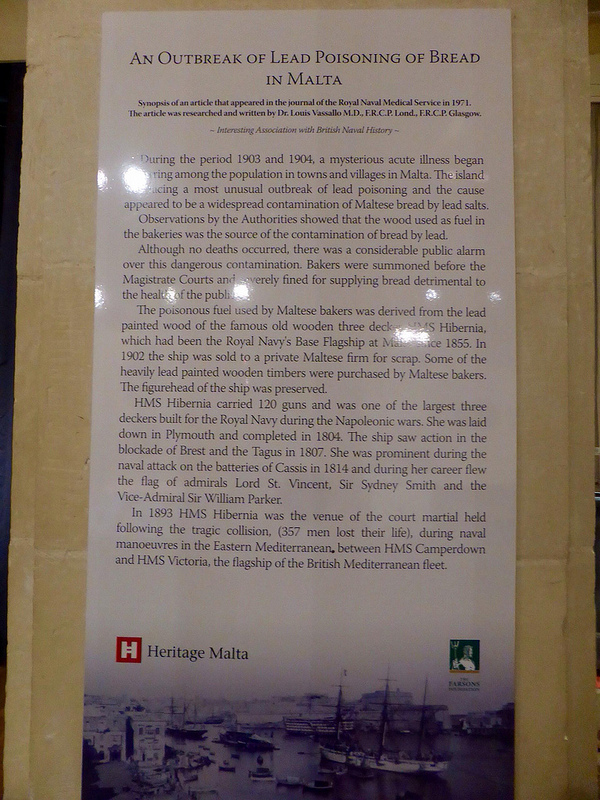 AN OUTBREAK OF LEAD POISONING OF BREAD
IN MALTA
Synopsis of an article that appeared in the journal of the Royal Naval Medical Service in 1971.
The article was researched and written by Dr. Louis Vassallo M.D., F.R.C.P. Lond., F.R.C.P. Glasgow.
– Interesting Association with British Naval History –
During the period 1903 and 1904, a mysterious acute illness began
among the population in towns and villages in Malta. The island
a most unusual outbreak of lead poisoning and the cause
appeared to be a widespread contamination of Maltese bread by lead salts.
Observations by the Authorities showed that the wood used as fuel in
the bakeries was the source of the contamination of bread by lead.
Although no deaths occurred, there was a considerable public alarm
over this dangerous contamination. Bakers were summoned before the
Magistrate Courts and severely fined for supplying bread detrimental to
the health of the public.
The poisonous fuel used by Maltese bakers was derived from the lead
painted wood of the famous old wooden three decker HMS Hibernia,
which had been the Royal Navy's Base Flagship at Malta since 1855. In
1902 the ship was sold to a private Maltese firm for scrap. Some of the
heavily lead painted wooden timbers were purchased by Maltese bakers.
The figurehead of the ship was preserved.
HMS Hibernia carried 120 guns and was one of the largest three
deckers built for the Royal Navy during the Napoleonic wars. She was laid
down in Plymouth and completed in 1804. The ship saw action in the
blockade of Brest and the Tagus in 1807. She was prominent during the
naval attack on the batteries of Cassis in 1814 and during her career flew
the flag of admirals Lord St. Vincent, Sir Sydney Smith and the
Vice-Admiral Sir William Parker.
In 1893 HMS Hibernia was the venue of the court martial held
following the tragic collision, (357 men lost their life), during naval
manoeuvres in the Eastern Mediterranean, between HMS Camperdown
and HMS Victoria, the flagship of the British Mediterranean fleet.
H Heritage Malta
THE
FARSONS
FOUNDATION